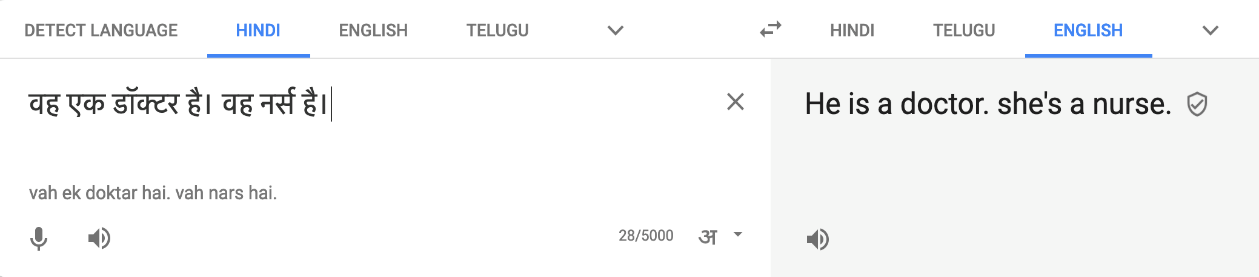 DETECT LANGUAGE HINDI ENGLISH TELUGU HINDI TELUGU ENGLISH
वह एक डॉक्टर है। वह नर्स है।
He is a doctor. she's a nurse.
vah ek doktar hai. vah nars hai.
28/5000 अ